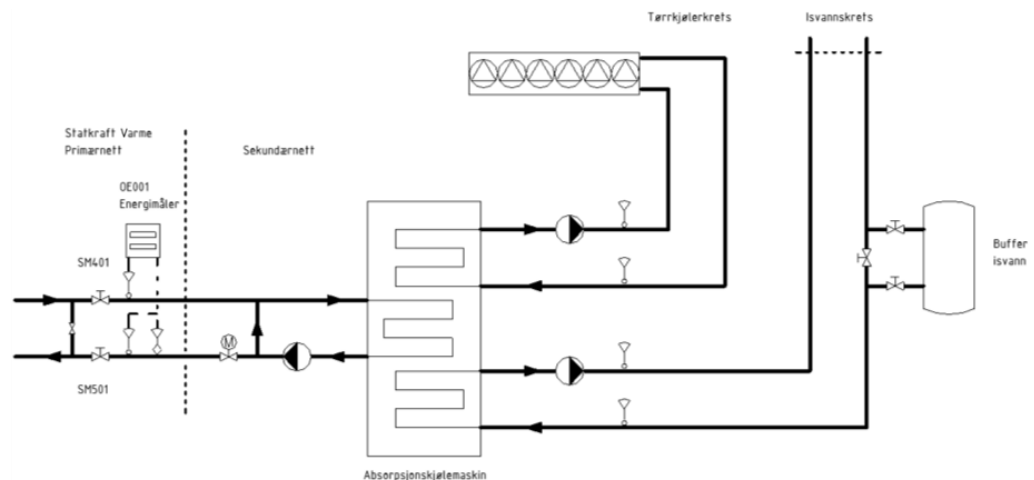 Tørrkjølerkrets
Isvannskrets
Statkraft Varme
Primærnett
Sekundærnett
OE001
Energimåler
SM401
M
SM501
Buffer
isvann
Absorpsjonskjølemaskin